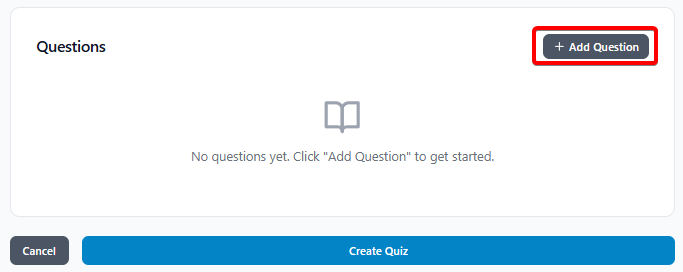 Questions
+ Add Question
No questions yet. Click "Add Question" to get started.
Cancel
Create Quiz